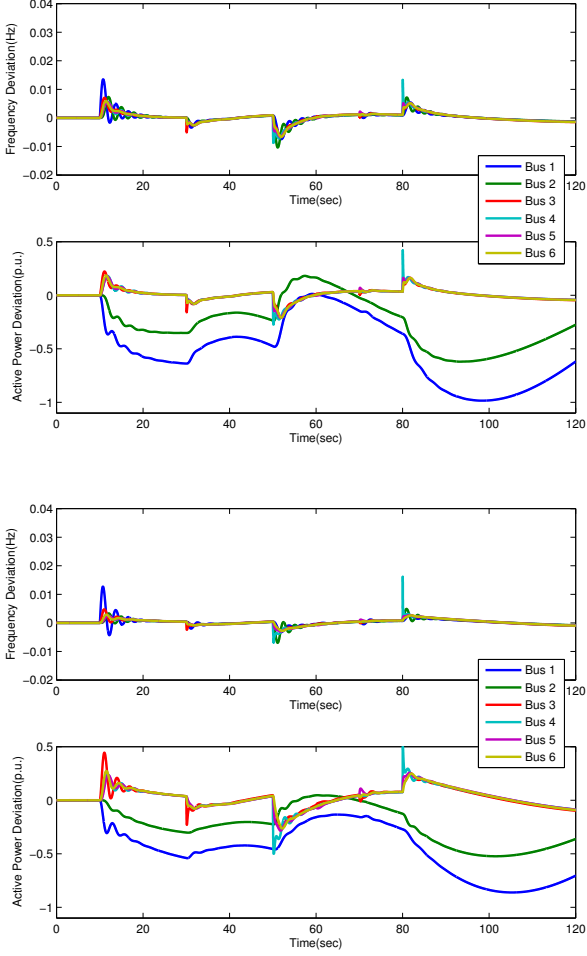 0.04
0.03
0.02
0.01
0
−0.01
−0.02
Frequency Deviation(Hz)
0 20 40 60 80 100 120
Time(sec)
Bus 1
Bus 2
Bus 3
Bus 4
Bus 5
Bus 6
0.5
0
−0.5
−1
Active Power Deviation(p.u.)
0 20 40 60 80 100 120
Time(sec)
0.04
0.03
0.02
0.01
0
−0.01
−0.02
Frequency Deviation(Hz)
0 20 40 60 80 100 120
Time(sec)
Bus 1
Bus 2
Bus 3
Bus 4
Bus 5
Bus 6
0.5
0
−0.5
−1
Active Power Deviation(p.u.)
0 20 40 60 80 100 120
Time(sec)